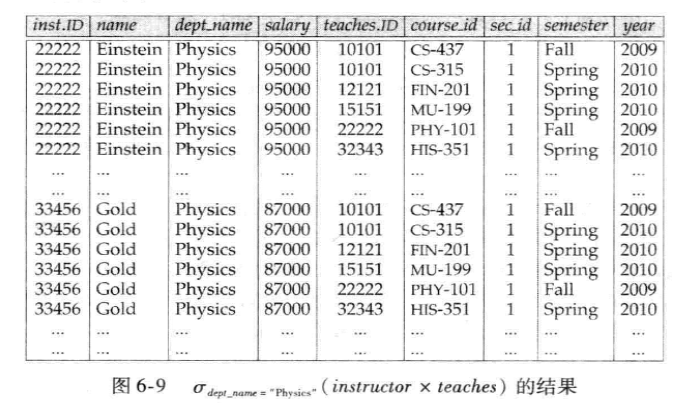 inst.ID name dept_name salary teaches.ID course_id sec_id semester year
22222 Einstein Physics 95000 10101 CS-437 1 Fall 2009
22222 Einstein Physics 95000 10101 CS-315 1 Spring 2010
22222 Einstein Physics 95000 12121 FIN-201 1 Spring 2010
22222 Einstein Physics 95000 15151 MU-199 1 Spring 2010
22222 Einstein Physics 95000 22222 PHY-101 1 Fall 2009
22222 Einstein Physics 95000 32343 HIS-351 1 Spring 2010
... ... ... ... ... ... ... ... ...
... ... ... ... ... ... ... ... ...
33456 Gold Physics 87000 10101 CS-437 1 Fall 2009
33456 Gold Physics 87000 10101 CS-315 1 Spring 2010
33456 Gold Physics 87000 12121 FIN-201 1 Spring 2010
33456 Gold Physics 87000 15151 MU-199 1 Spring 2010
33456 Gold Physics 87000 22222 PHY-101 1 Fall 2009
33456 Gold Physics 87000 32343 HIS-351 1 Spring 2010
... ... ... ... ... ... ... ... ...
... ... ... ... ... ... ... ... ...
图 6-9 σ dept_name = "Physics" ( instructor × teaches ) 的结果